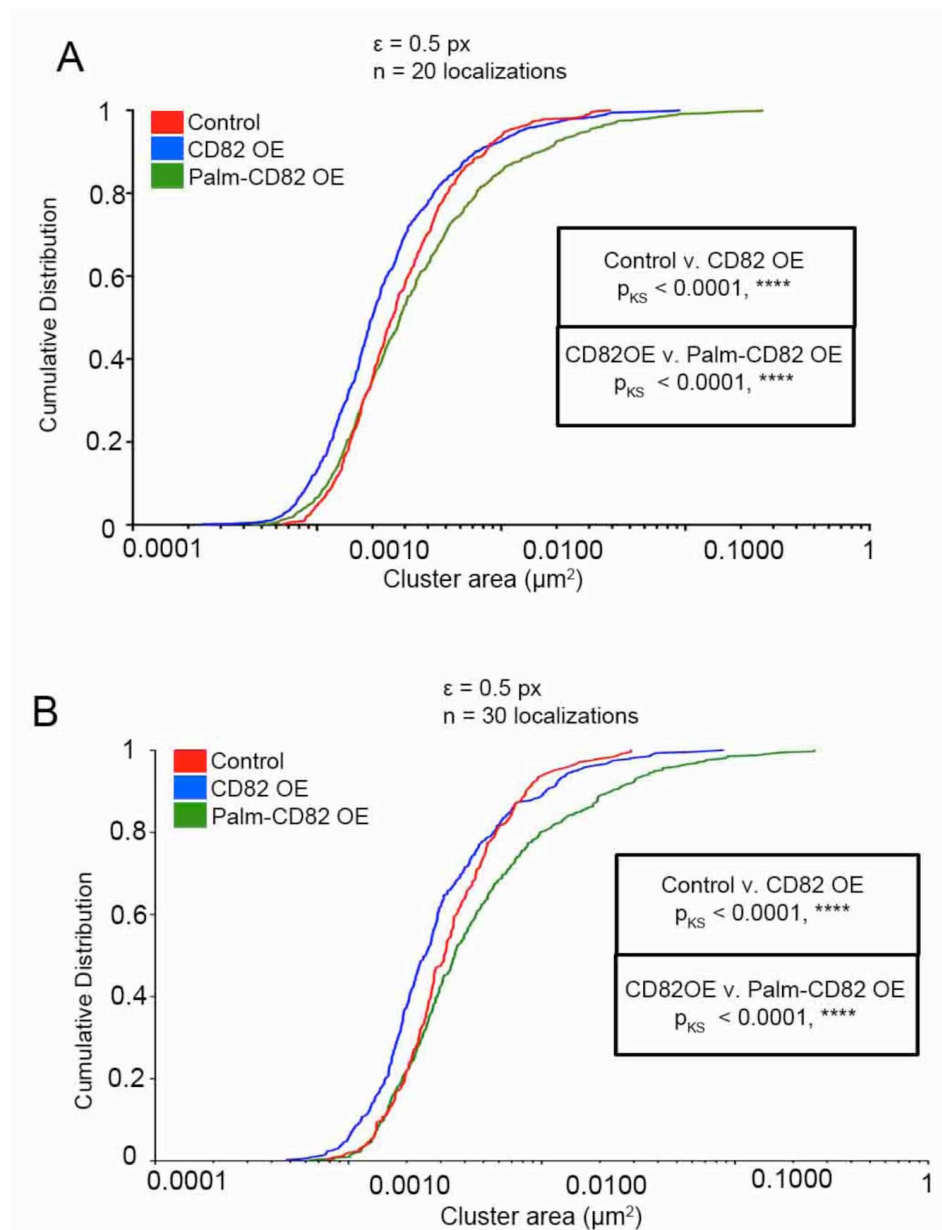 A
ε = 0.5 px
n = 20 localizations
1
0.8
0.6
0.4
0.2
0
Cumulative Distribution
Control
CD82 OE
Palm-CD82 OE
Control v. CD82 OE
pKS < 0.0001, ****
CD82OE v. Palm-CD82 OE
pKS < 0.0001, ****
0.0001 0.0010 0.0100 0.1000 1
Cluster area (µm²)
B
ε = 0.5 px
n = 30 localizations
1
0.8
0.6
0.4
0.2
0
Cumulative Distribution
Control
CD82 OE
Palm-CD82 OE
Control v. CD82 OE
pKS < 0.0001, ****
CD82OE v. Palm-CD82 OE
pKS < 0.0001, ****
0.0001 0.0010 0.0100 0.1000 1
Cluster area (µm²)